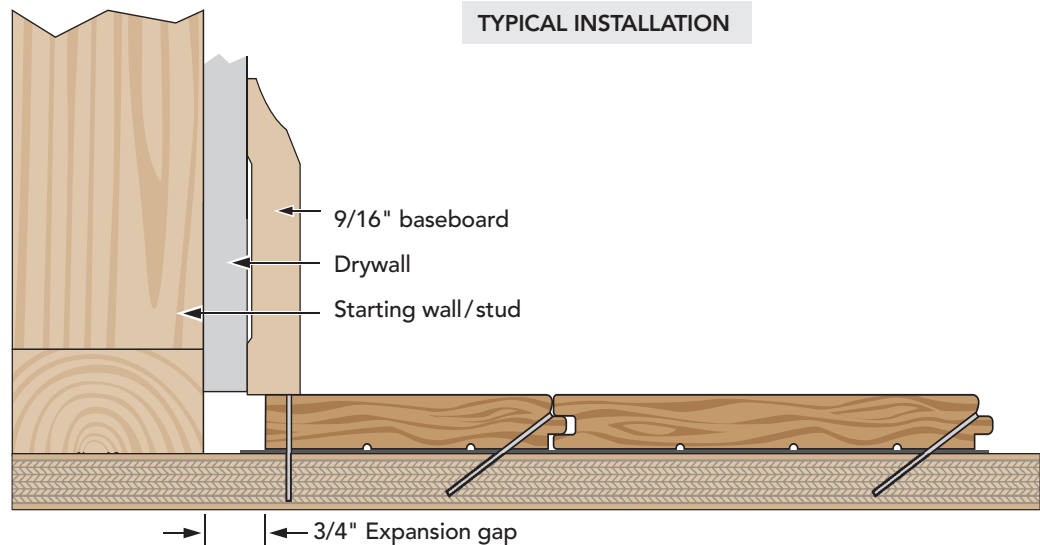 TYPICAL INSTALLATION
9/16" baseboard
Drywall
Starting wall/stud
3/4" Expansion gap